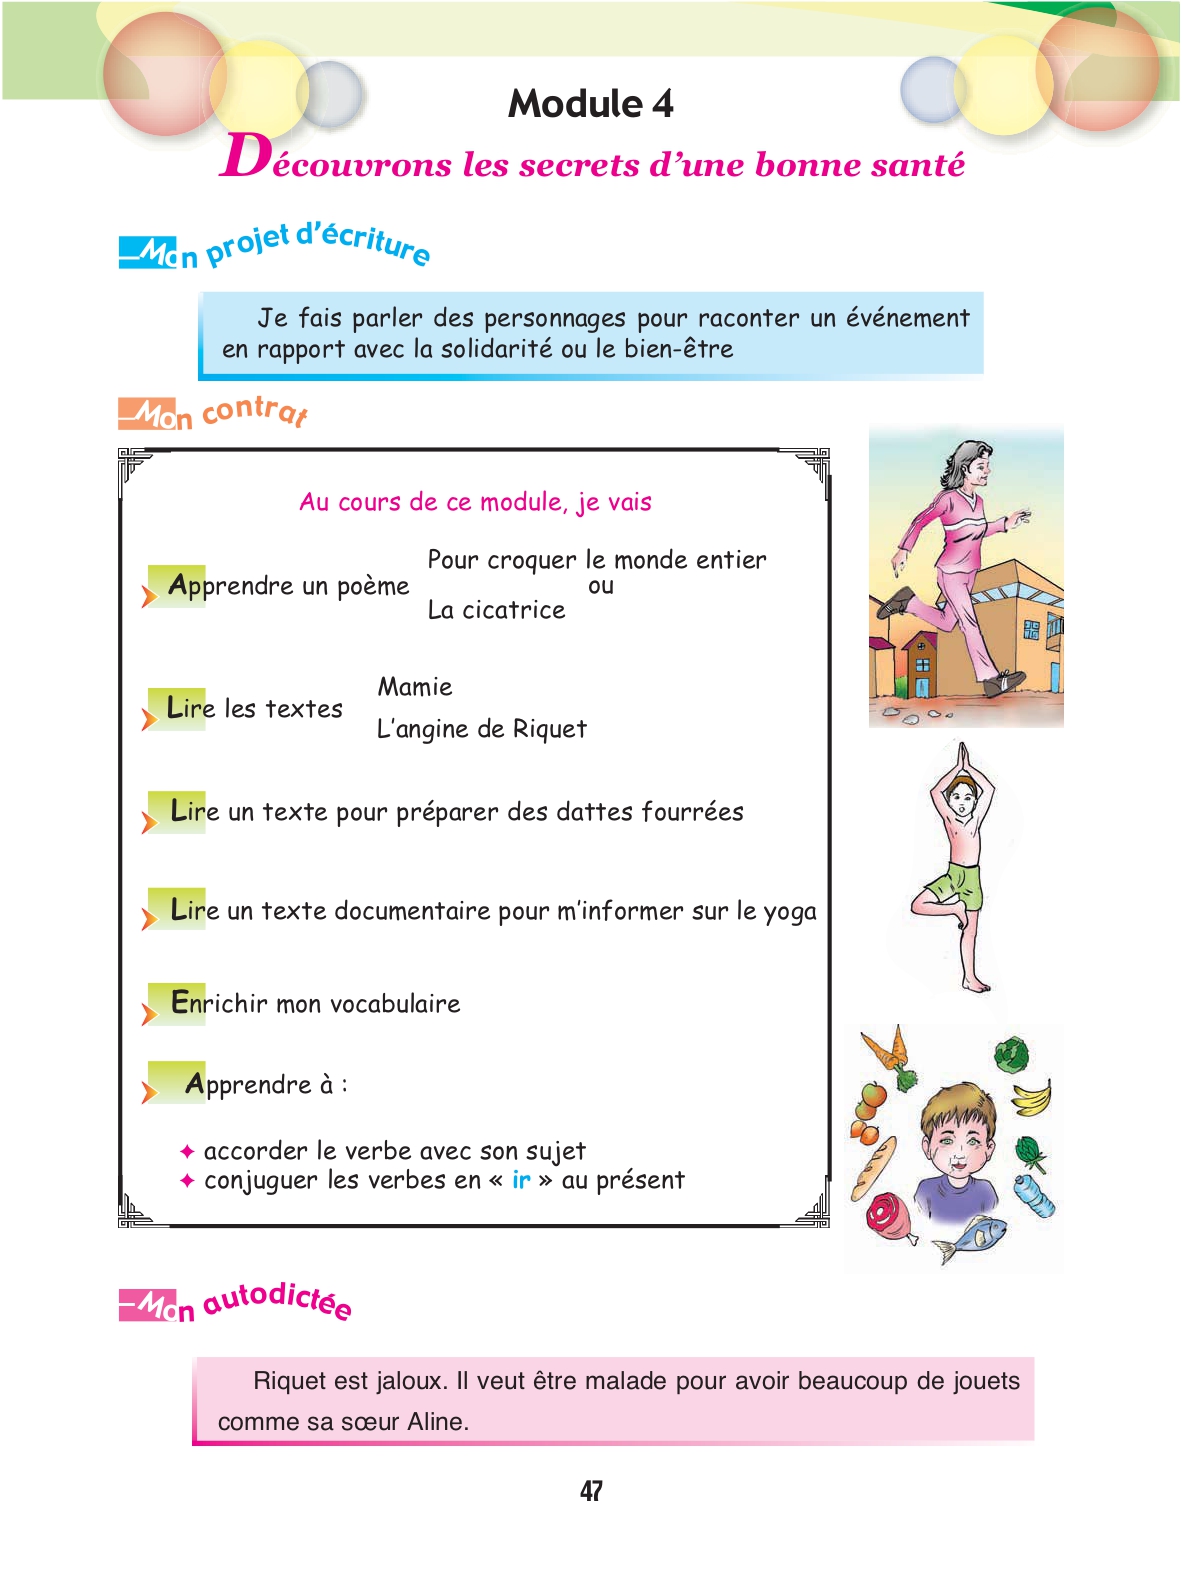 Module 4
Découvrons les secrets d'une bonne santé
Mon projet d'écriture
Je fais parler des personnages pour raconter un événement
en rapport avec la solidarité ou le bien-être
Mon contrat
Au cours de ce module, je vais
Pour croquer le monde entier
Apprendre un poème ou
La cicatrice
Mamie
Lire les textes
L'angine de Riquet
Lire un texte pour préparer des dattes fourrées
Lire un texte documentaire pour m'informer sur le yoga
Enrichir mon vocabulaire
Apprendre à :
✦ accorder le verbe avec son sujet
✦ conjuguer les verbes en « ir » au présent
Mon autodictée
Riquet est jaloux. Il veut être malade pour avoir beaucoup de jouets
comme sa sœur Aline.
47